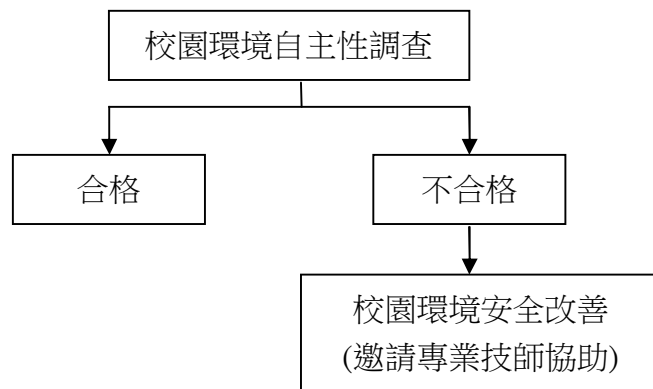 校園環境自主性調查
合格
不合格
校園環境安全改善
(邀請專業技師協助)